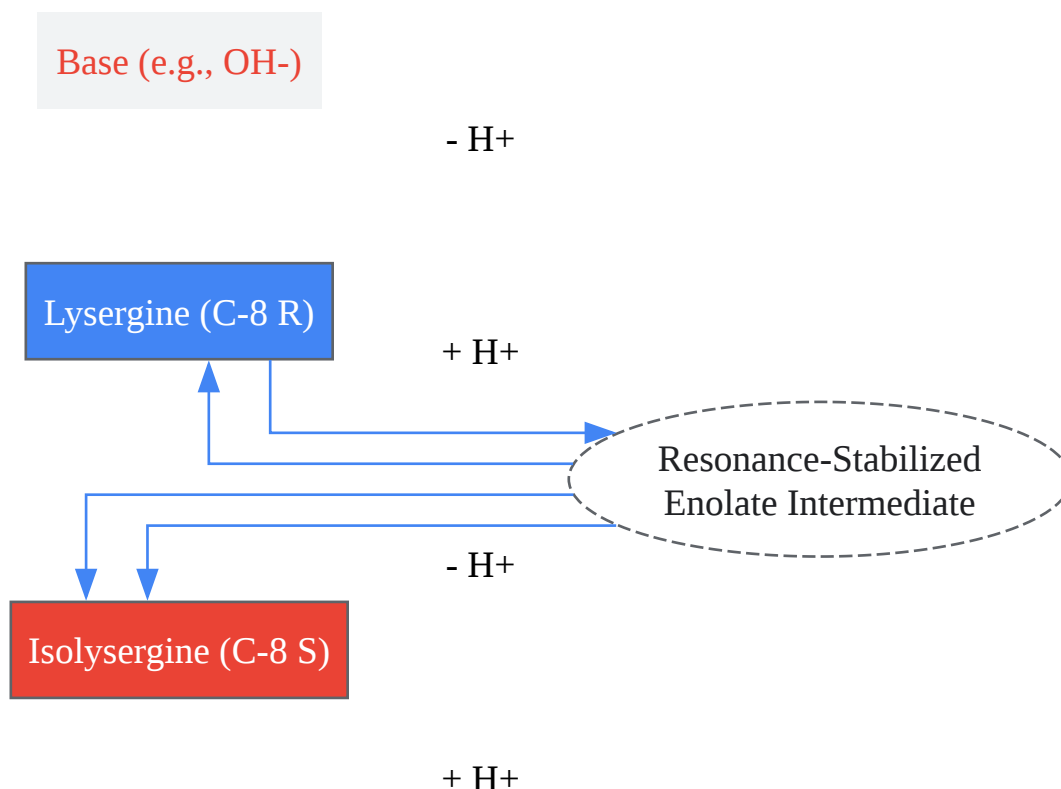 Base (e.g., OH-)
- H+
Lysergine (C-8 R)
+ H+
Resonance-Stabilized
Enolate Intermediate
- H+
Isolysergine (C-8 S)
+ H+